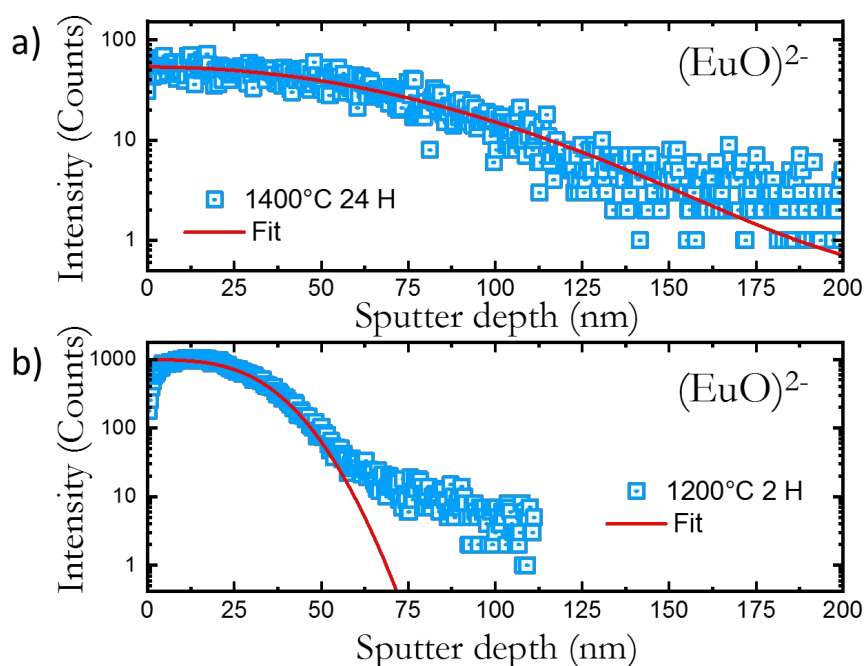 a)
Intensity (Counts)
100
10
1
(EuO)²⁻
1400°C 24 H
Fit
0 25 50 75 100 125 150 175 200
Sputter depth (nm)
b)
Intensity (Counts)
1000
100
10
1
(EuO)²⁻
1200°C 2 H
Fit
0 25 50 75 100 125 150 175 200
Sputter depth (nm)